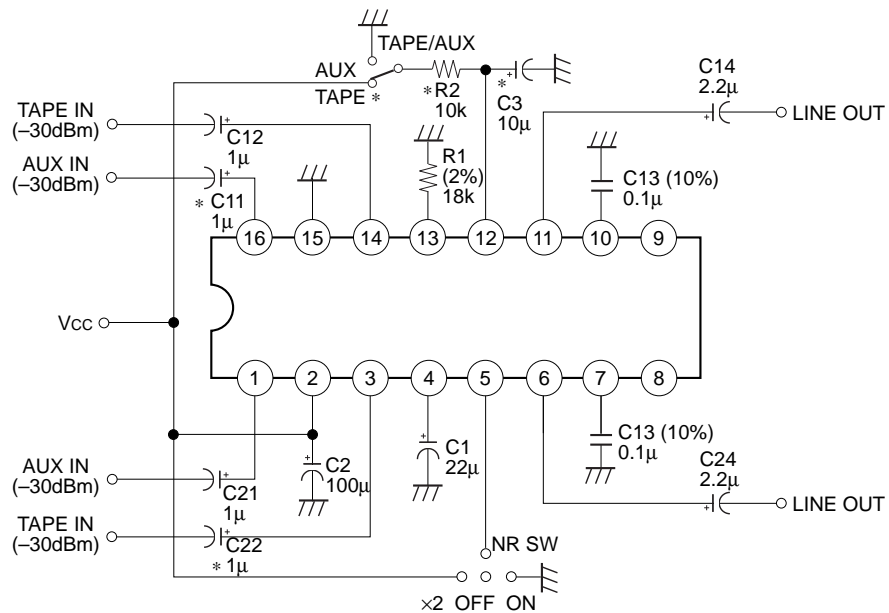 TAPE/AUX
AUX
TAPE *
*R2
10k
*
C3
10μ
C14
2.2μ
LINE OUT
TAPE IN
(–30dBm)
C12
1μ
AUX IN
(–30dBm)
* C11
1μ
R1
(2%)
18k
C13 (10%)
0.1μ
16 15 14 13 12 11 10 9
Vcc
1 2 3 4 5 6 7 8
C13 (10%)
0.1μ
C1
22μ
C2
100μ
AUX IN
(–30dBm)
C21
1μ
C24
2.2μ
LINE OUT
TAPE IN
(–30dBm)
C22
* 1μ
NR SW
×2 OFF ON